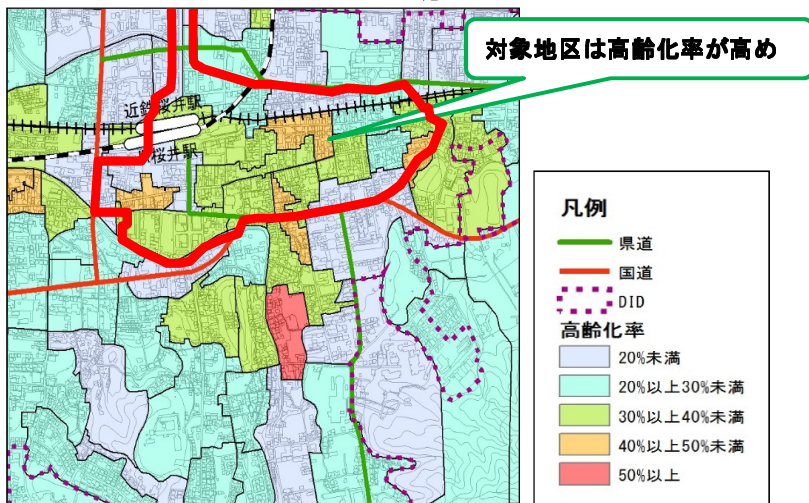 対象地区は高齢化率が高め
近鉄桜井駅
桜井駅
凡例
県道
国道
DID
高齢化率
20%未満
20%以上30%未満
30%以上40%未満
40%以上50%未満
50%以上